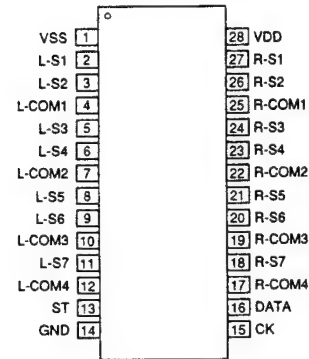 VSS 1 28 VDD
L-S1 2 27 R-S1
L-S2 3 26 R-S2
L-COM1 4 25 R-COM1
L-S3 5 24 R-S3
L-S4 6 23 R-S4
L-COM2 7 22 R-COM2
L-S5 8 21 R-S5
L-S6 9 20 R-S6
L-COM3 10 19 R-COM3
L-S7 11 18 R-S7
L-COM4 12 17 R-COM4
ST 13 16 DATA
GND 14 15 CK